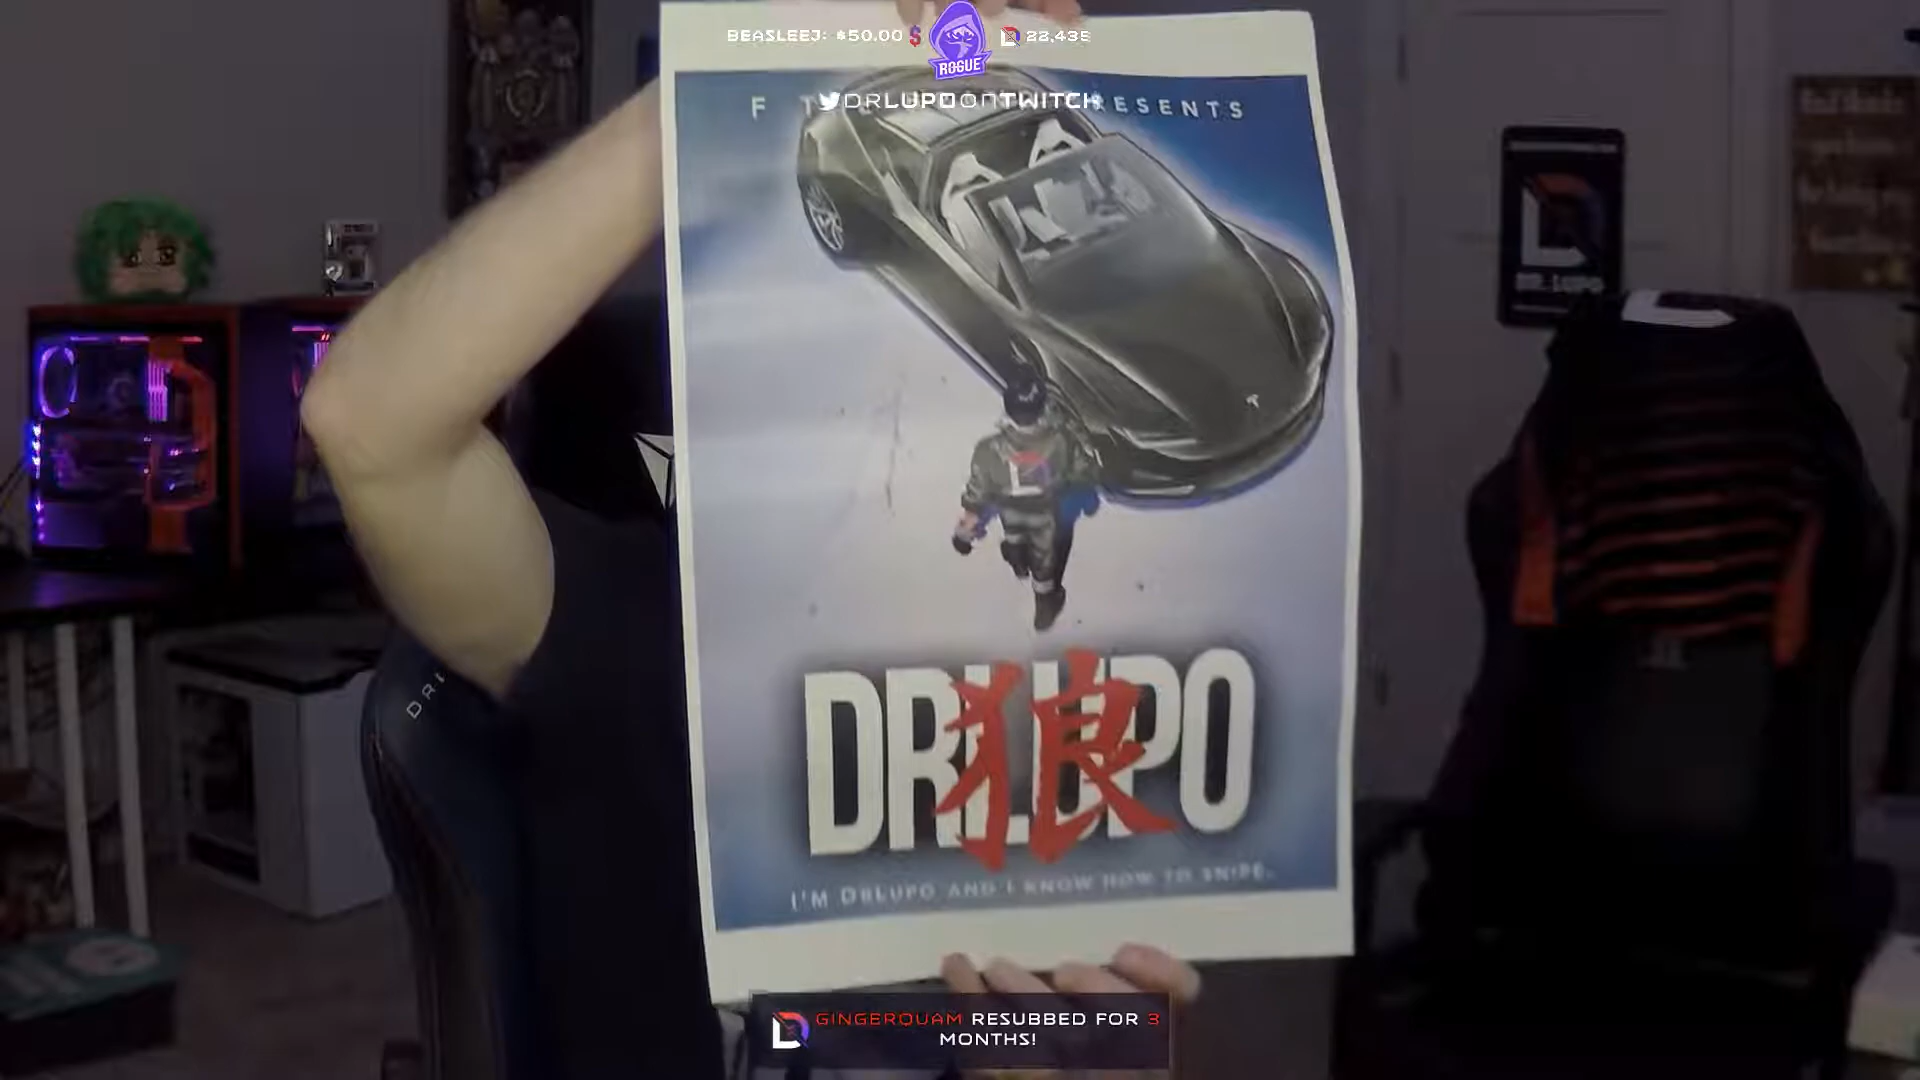 BEASLEEJ: $50.00
ROGUE
22,435
DRLUPOONTWITCH
RESENTS
DR.LUPO
DRLUPO
狼
I'M DRLUPO AND I KNOW HOW TO SNIPE.
GINGERQUAM RESUBBED FOR 3
MONTHS!